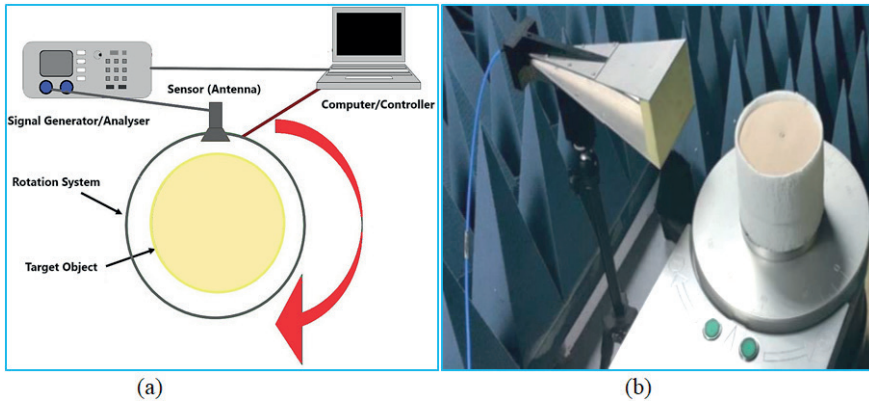 Sensor (Antenna)
Signal Generator/Analyser
Computer/Controller
Rotation System
Target Object
(a)
(b)